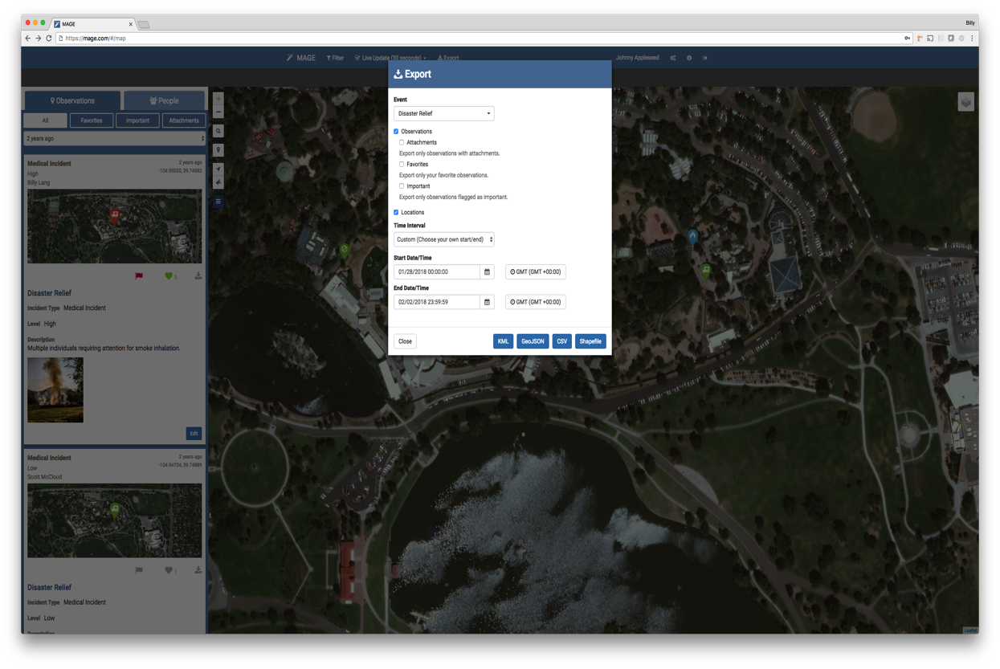 MAGE
Billy
https://mage.com/#/map
MAGE Filter Live Update (30 seconds) Export
Johnny Appleseed
Observations People
All Favorites Important Attachments
2 years ago
Medical Incident 2 years ago
High -104.95030, 39.74882
Billy Lang
Disaster Relief
Incident Type Medical Incident
Level High
Description
Multiple individuals requiring attention for smoke inhalation.
Edit
Medical Incident 2 years ago
Low -104.94724, 39.74889
Scott McCloud
Disaster Relief
Incident Type Medical Incident
Level Low
Description
Export
Event
Disaster Relief
Observations
Attachments
Export only observations with attachments.
Favorites
Export only your favorite observations.
Important
Export only observations flagged as important.
Locations
Time Interval
Custom (Choose your own start/end)
Start Date/Time
01/28/2018 00:00:00 GMT (GMT +00:00)
End Date/Time
02/02/2018 23:59:59 GMT (GMT +00:00)
Close KML GeoJSON CSV Shapefile
Leaflet